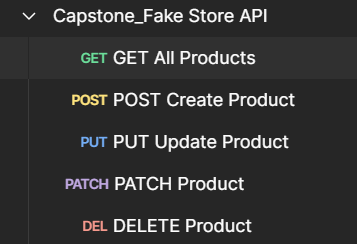 Capstone_Fake Store API
GET GET All Products
POST POST Create Product
PUT PUT Update Product
PATCH PATCH Product
DEL DELETE Product